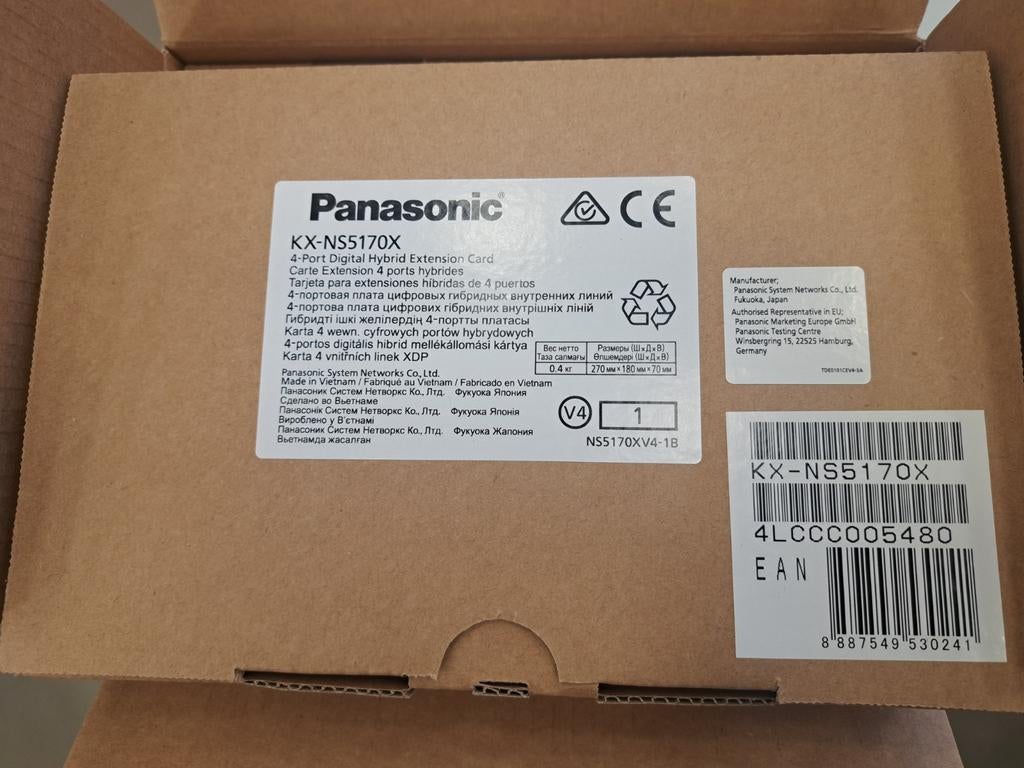 Panasonic®
KX-NS5170X
4-Port Digital Hybrid Extension Card
Carte Extension 4 ports hybrides
Tarjeta para extensiones híbridas de 4 puertos
4-портовая плата цифровых гибридных внутренних линий
4-портова плата цифрових гібридних внутрішніх ліній
Гибридті ішкі желілердің 4-портты платасы
Karta 4 wewn. cyfrowych portów hybrydowych
4-portos digitális hibrid mellékállomási kártya
Karta 4 vnitřních linek XDP
Вес нетто Размеры (Ш×Д×В)
Таза салмағы Өлшемдері (Ш×Д×В)
0.4 кг 270 мм×180 мм×70 мм
Panasonic System Networks Co., Ltd.
Made in Vietnam / Fabriqué au Vietnam / Fabricado en Vietnam
Панасоник Систем Нетворкс Ко., Лтд. Фукуока Япония
Сделано во Вьетнаме
Панасонік Систем Нетворкс Ко., Лтд. Фукуока Японія
Вироблено у В'єтнамі
Панасоник Систем Нетворкс Ко., Лтд. Фукуока Жапония
Вьетнамда жасалған
V4 1
NS5170XV4-1B
Manufacturer;
Panasonic System Networks Co., Ltd.
Fukuoka, Japan
Authorised Representative in EU;
Panasonic Marketing Europe GmbH
Panasonic Testing Centre
Winsbergring 15, 22525 Hamburg,
Germany
KX-NS5170X
4LCCC005480
EAN
8 887549 530241